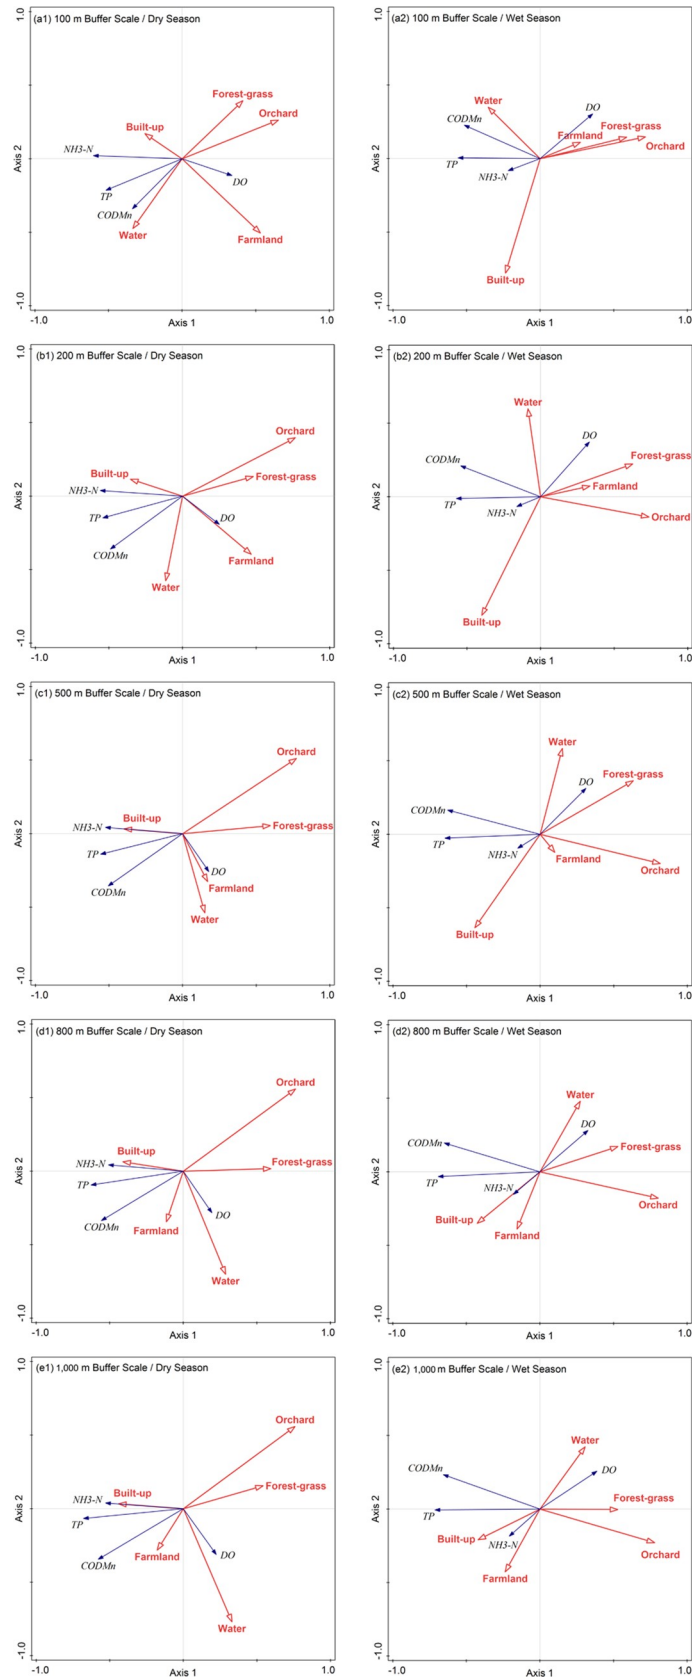 (a1) 100 m Buffer Scale / Dry Season
1.0
Axis 2
-1.0
Forest-grass
Orchard
Built-up
NH3-N
DO
TP
CODMn
Water
Farmland
-1.0
Axis 1
1.0
(a2) 100 m Buffer Scale / Wet Season
1.0
Axis 2
-1.0
Water
DO
CODMn
Farmland
Forest-grass
Orchard
TP
NH3-N
Built-up
-1.0
Axis 1
1.0
(b1) 200 m Buffer Scale / Dry Season
1.0
Axis 2
-1.0
Orchard
Built-up
Forest-grass
NH3-N
TP
DO
CODMn
Farmland
Water
-1.0
Axis 1
1.0
(b2) 200 m Buffer Scale / Wet Season
1.0
Axis 2
-1.0
Water
DO
CODMn
Forest-grass
Farmland
TP
NH3-N
Orchard
Built-up
-1.0
Axis 1
1.0
(c1) 500 m Buffer Scale / Dry Season
1.0
Axis 2
-1.0
Orchard
Built-up
NH3-N
Forest-grass
TP
DO
CODMn
Farmland
Water
-1.0
Axis 1
1.0
(c2) 500 m Buffer Scale / Wet Season
1.0
Axis 2
-1.0
Water
DO
Forest-grass
CODMn
TP
NH3-N
Farmland
Orchard
Built-up
-1.0
Axis 1
1.0
(d1) 800 m Buffer Scale / Dry Season
1.0
Axis 2
-1.0
Orchard
Built-up
NH3-N
Forest-grass
TP
DO
CODMn
Farmland
Water
-1.0
Axis 1
1.0
(d2) 800 m Buffer Scale / Wet Season
1.0
Axis 2
-1.0
Water
DO
CODMn
Forest-grass
TP
NH3-N
Orchard
Built-up
Farmland
-1.0
Axis 1
1.0
(e1) 1,000 m Buffer Scale / Dry Season
1.0
Axis 2
-1.0
Orchard
Forest-grass
Built-up
NH3-N
TP
DO
CODMn
Farmland
Water
-1.0
Axis 1
1.0
(e2) 1,000 m Buffer Scale / Wet Season
1.0
Axis 2
-1.0
Water
DO
CODMn
Forest-grass
TP
Built-up
NH3-N
Orchard
Farmland
-1.0
Axis 1
1.0